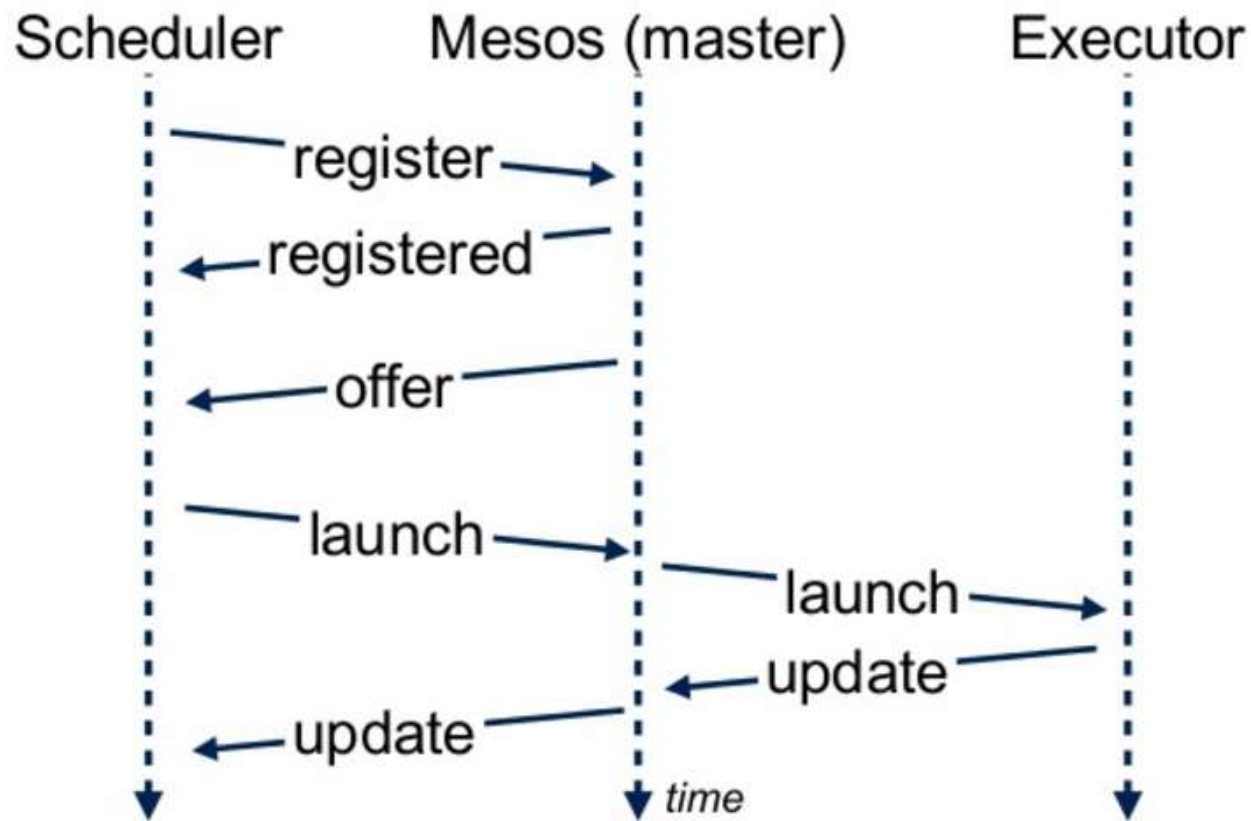 Scheduler Mesos (master) Executor
register
registered
offer
launch
launch
update
update
time